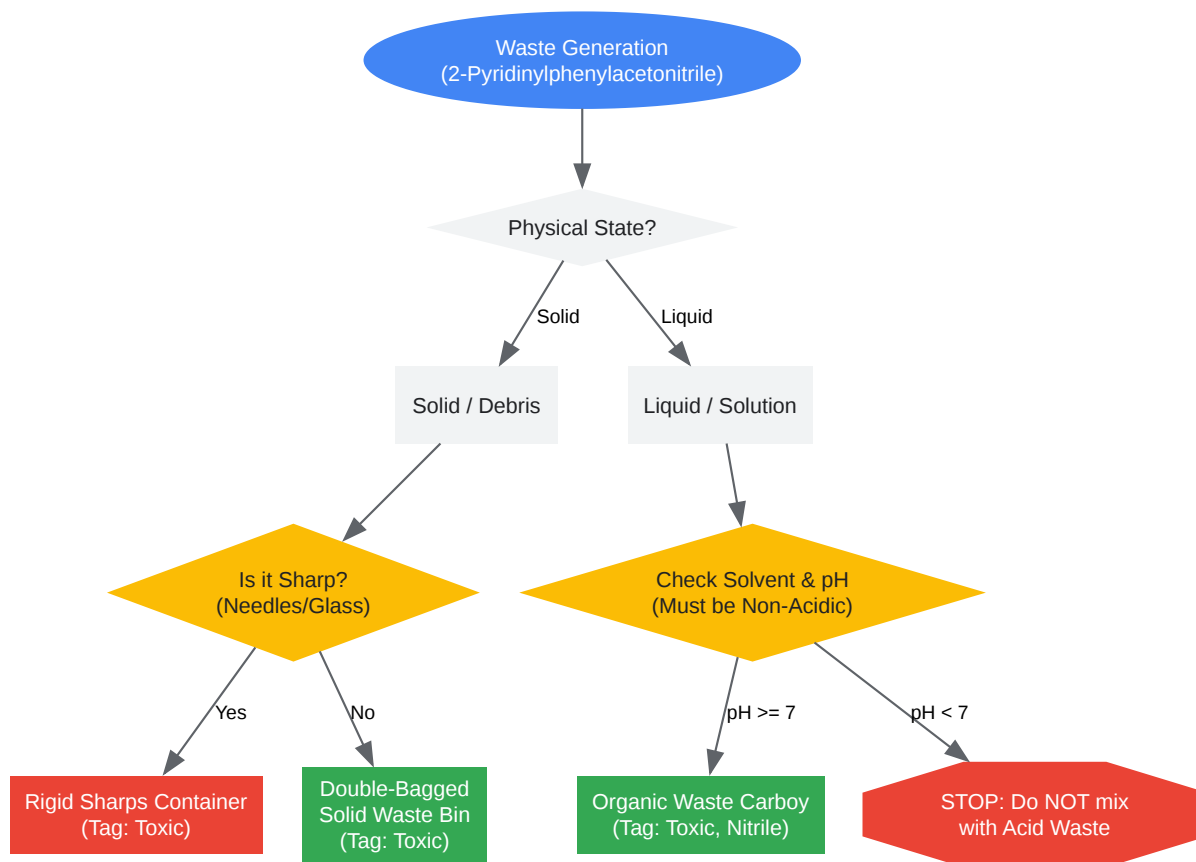 Waste Generation
(2-Pyridinylphenylacetonitrile)
Physical State?
Solid
Liquid
Solid / Debris
Liquid / Solution
Is it Sharp?
(Needles/Glass)
Check Solvent & pH
(Must be Non-Acidic)
Yes
No
pH >= 7
pH < 7
Rigid Sharps Container
(Tag: Toxic)
Double-Bagged
Solid Waste Bin
(Tag: Toxic)
Organic Waste Carboy
(Tag: Toxic, Nitrile)
STOP: Do NOT mix
with Acid Waste